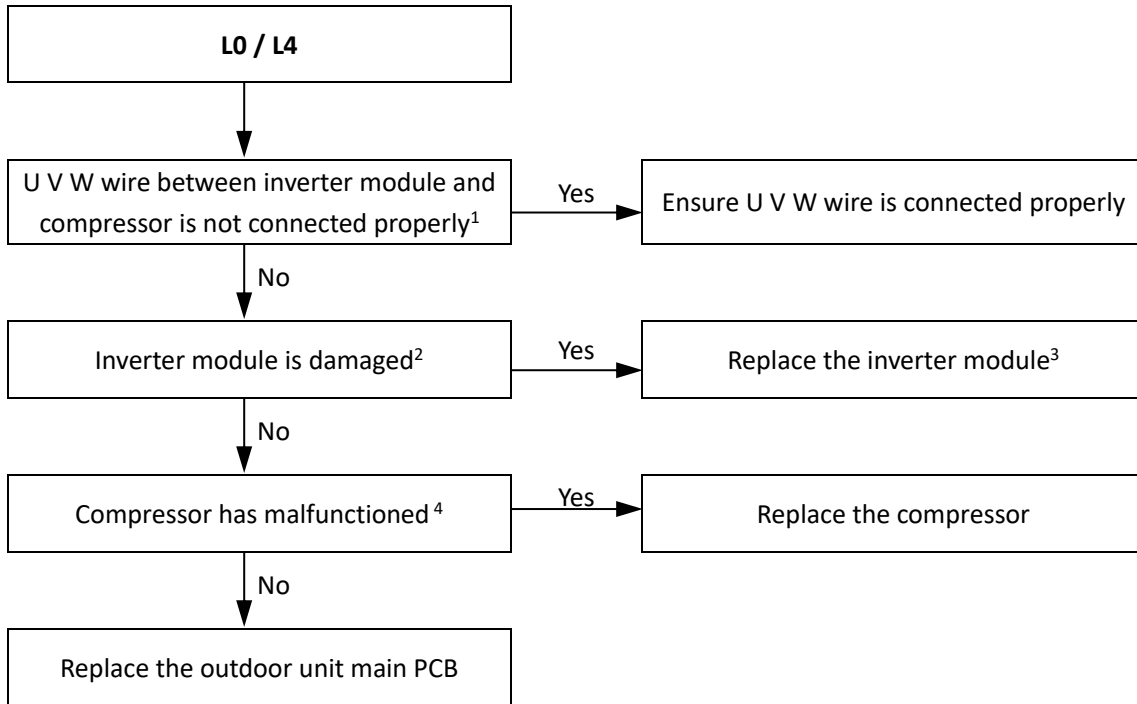 L0 / L4
U V W wire between inverter module and
compressor is not connected properly¹
Yes
Ensure U V W wire is connected properly
No
Inverter module is damaged²
Yes
Replace the inverter module³
No
Compressor has malfunctioned ⁴
Yes
Replace the compressor
No
Replace the outdoor unit main PCB